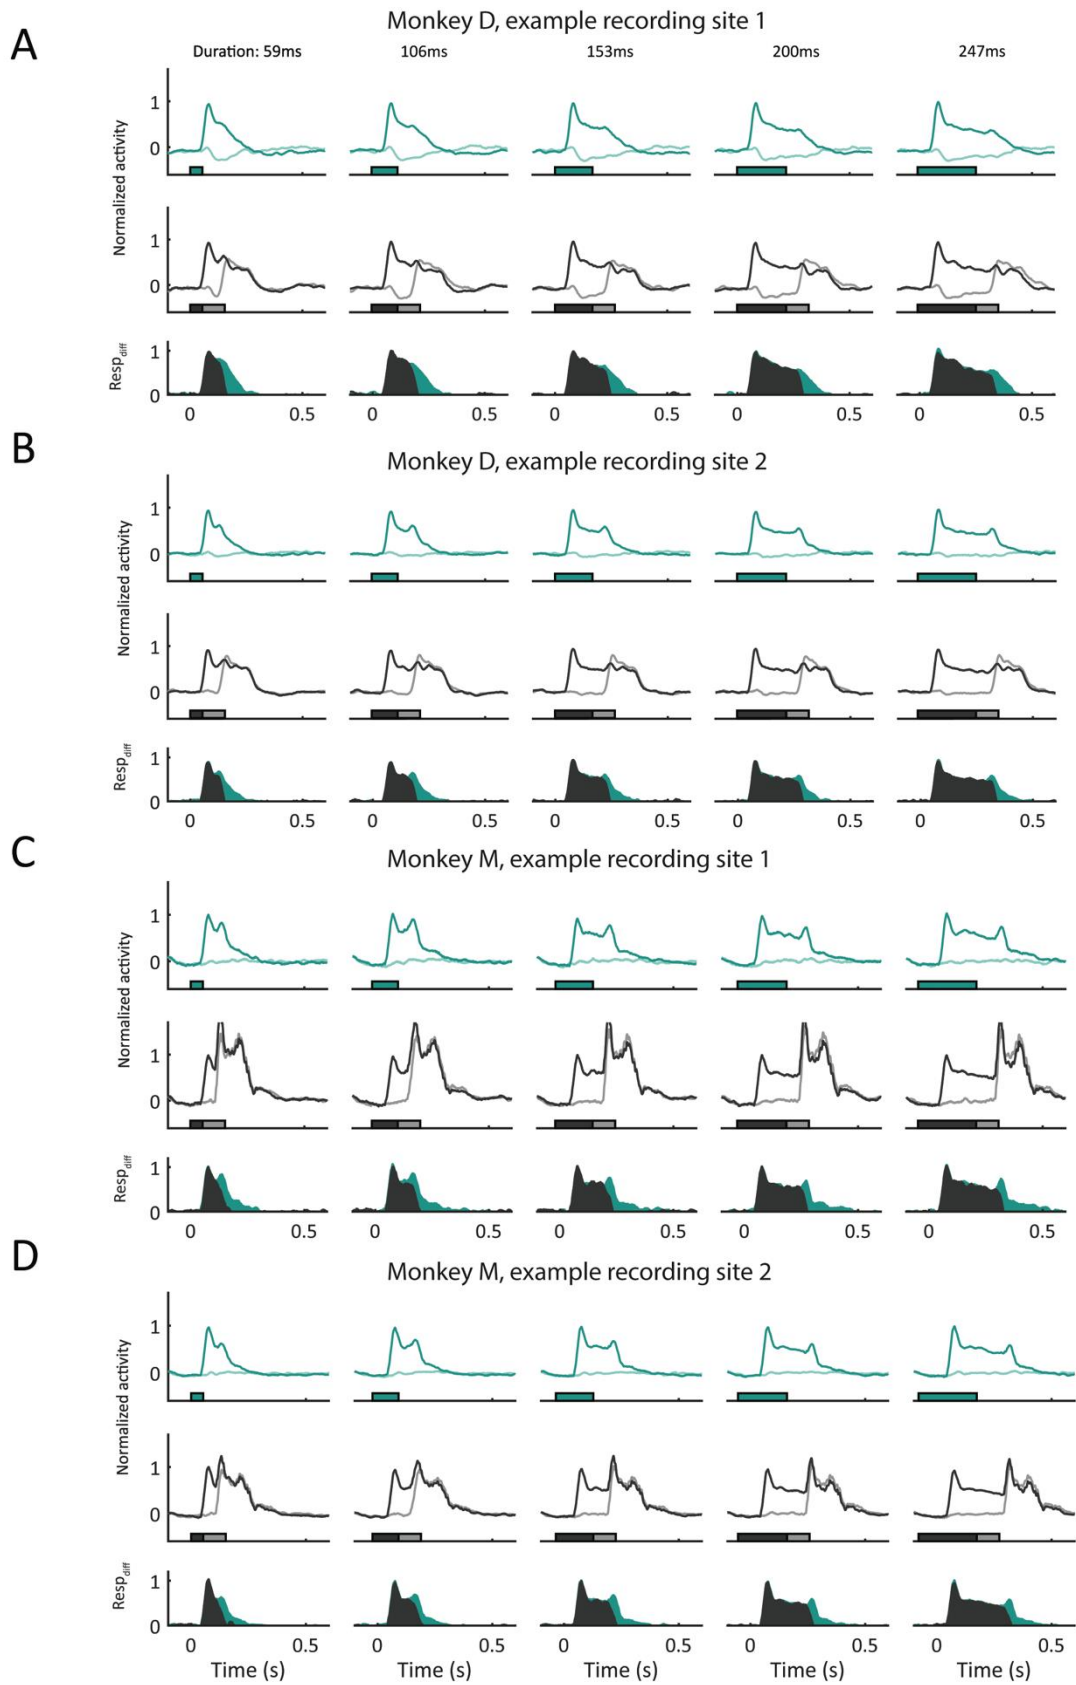 A
Monkey D, example recording site 1
Duration: 59ms 106ms 153ms 200ms 247ms
Normalized activity
1
0
1
0
Resp_diff
1
0
0 0.5 0 0.5 0 0.5 0 0.5 0 0.5
B
Monkey D, example recording site 2
Normalized activity
1
0
1
0
Resp_diff
1
0
0 0.5 0 0.5 0 0.5 0 0.5 0 0.5
C
Monkey M, example recording site 1
Normalized activity
1
0
1
0
Resp_diff
1
0
0 0.5 0 0.5 0 0.5 0 0.5 0 0.5
D
Monkey M, example recording site 2
Normalized activity
1
0
1
0
Resp_diff
1
0
0 0.5 0 0.5 0 0.5 0 0.5 0 0.5
Time (s) Time (s) Time (s) Time (s) Time (s)